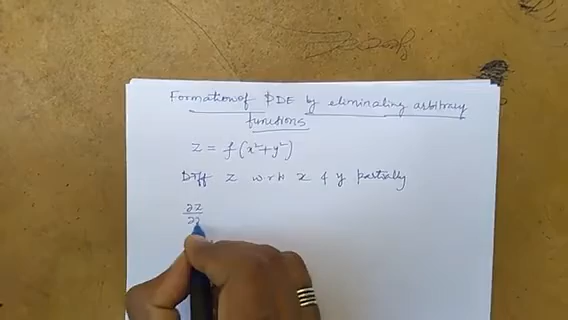 Formation of PDE by eliminating arbitrary
functions
z = f(x²+y²)
Diff z w r t x & y partially
∂z
∂